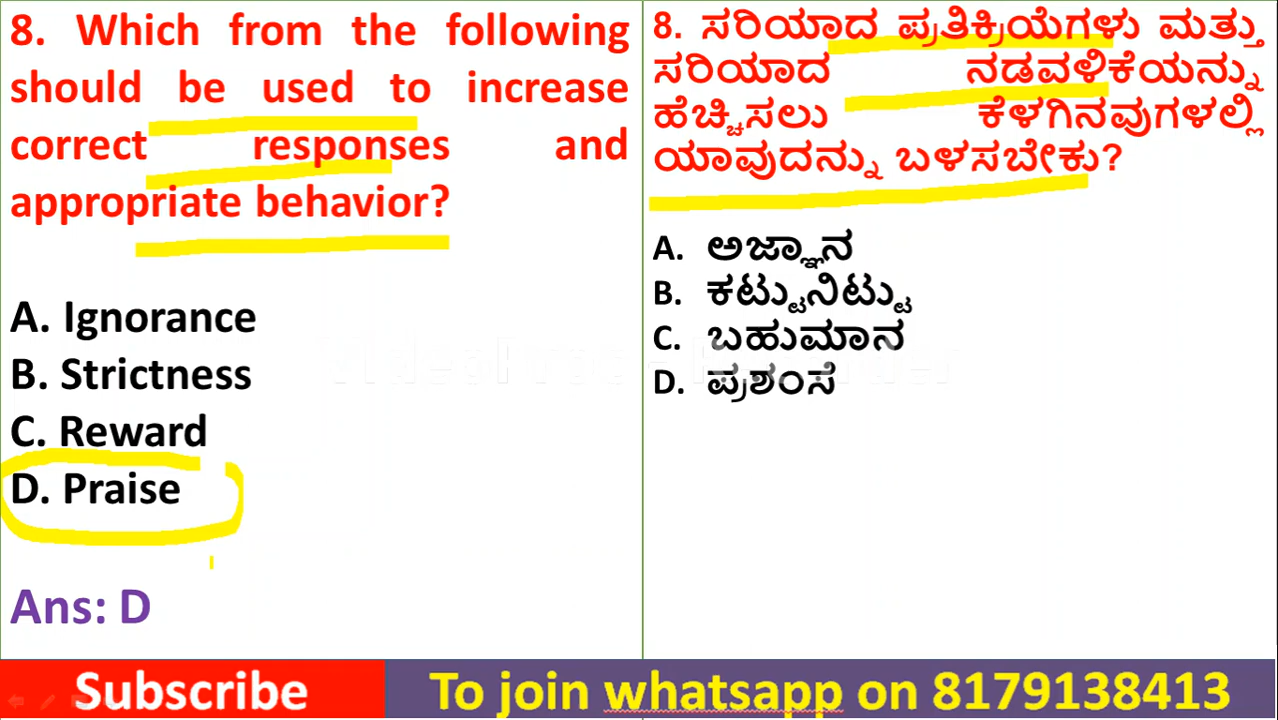 8. Which from the following
should be used to increase
correct responses and
appropriate behavior?
A. Ignorance
B. Strictness
C. Reward
D. Praise
Ans: D
8. ಸರಿಯಾದ ಪ್ರತಿಕ್ರಿಯೆಗಳು ಮತ್ತು
ಸರಿಯಾದ ನಡವಳಿಕೆಯನ್ನು
ಹೆಚ್ಚಿಸಲು ಕೆಳಗಿನವುಗಳಲ್ಲಿ
ಯಾವುದನ್ನು ಬಳಸಬೇಕು?
A. ಅಜ್ಞಾನ
B. ಕಟ್ಟುನಿಟ್ಟು
C. ಬಹುಮಾನ
D. ಪ್ರಶಂಸೆ
Subscribe
To join whatsapp on 8179138413